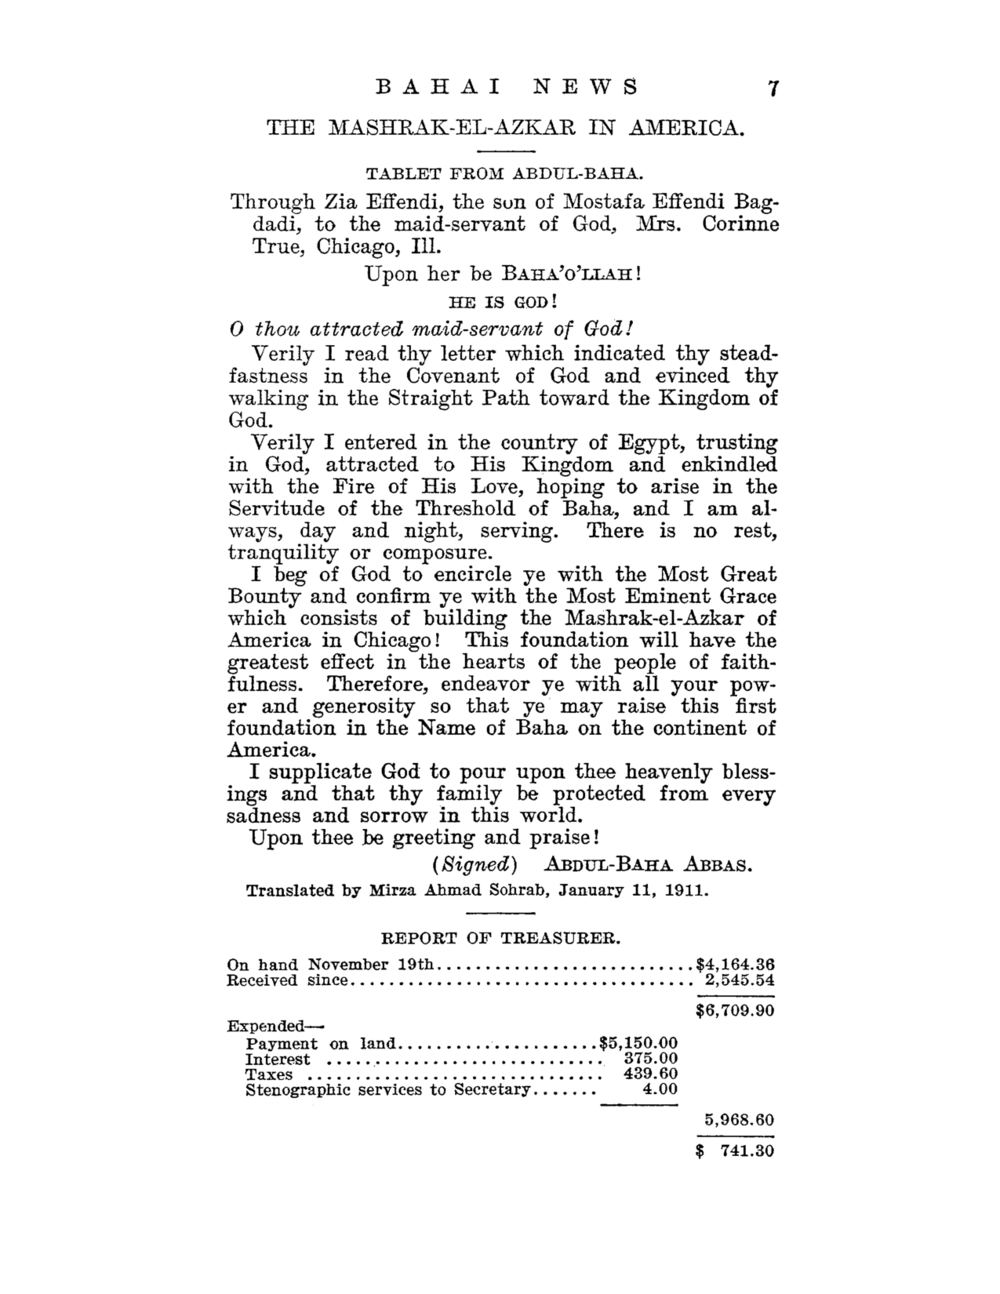 BAHAI NEWS 7
THE MASHRAK-EL-AZKAR IN AMERICA.
TABLET FROM ABDUL-BAHA.
Through Zia Effendi, the son of Mostafa Effendi Bag-
dadi, to the maid-servant of God, Mrs. Corinne
True, Chicago, Ill.
Upon her be BAHA'O'LLAH!
HE IS GOD!
O thou attracted maid-servant of God!
Verily I read thy letter which indicated thy stead-
fastness in the Covenant of God and evinced thy
walking in the Straight Path toward the Kingdom of
God.
Verily I entered in the country of Egypt, trusting
in God, attracted to His Kingdom and enkindled
with the Fire of His Love, hoping to arise in the
Servitude of the Threshold of Baha, and I am al-
ways, day and night, serving. There is no rest,
tranquility or composure.
I beg of God to encircle ye with the Most Great
Bounty and confirm ye with the Most Eminent Grace
which consists of building the Mashrak-el-Azkar of
America in Chicago! This foundation will have the
greatest effect in the hearts of the people of faith-
fulness. Therefore, endeavor ye with all your pow-
er and generosity so that ye may raise this first
foundation in the Name of Baha on the continent of
America.
I supplicate God to pour upon thee heavenly bless-
ings and that thy family be protected from every
sadness and sorrow in this world.
Upon thee be greeting and praise!
(Signed) ABDUL-BAHA ABBAS.
Translated by Mirza Ahmad Sohrab, January 11, 1911.
REPORT OF TREASURER.
On hand November 19th...........................$4,164.36
Received since.................................... 2,545.54
$6,709.90
Expended—
Payment on land.....................$5,150.00
Interest ............................. 375.00
Taxes ............................... 439.60
Stenographic services to Secretary....... 4.00
5,968.60
$ 741.30